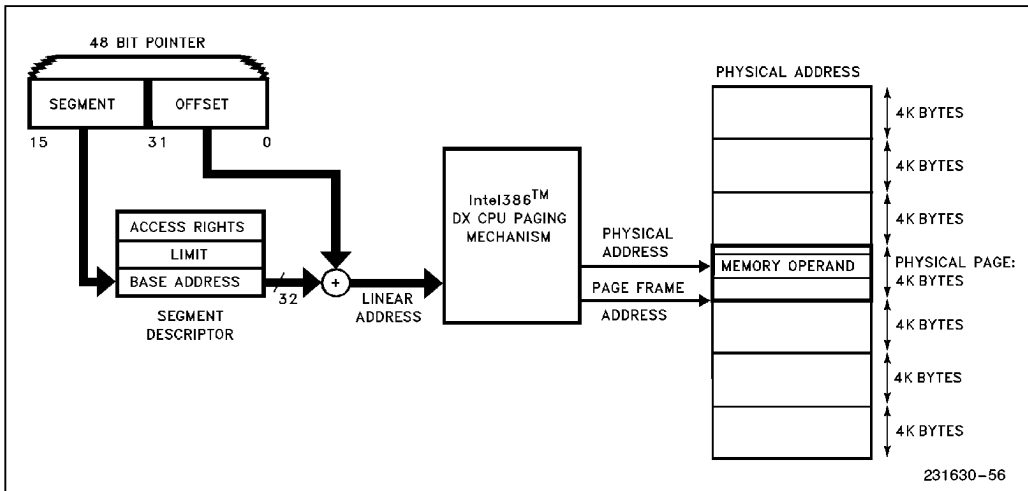 48 BIT POINTER
SEGMENT OFFSET
15 31 0
ACCESS RIGHTS
LIMIT
BASE ADDRESS
SEGMENT
DESCRIPTOR
32
+
LINEAR
ADDRESS
Intel386™
DX CPU PAGING
MECHANISM
PHYSICAL
ADDRESS
PAGE FRAME
ADDRESS
PHYSICAL ADDRESS
4K BYTES
4K BYTES
4K BYTES
MEMORY OPERAND
PHYSICAL PAGE:
4K BYTES
4K BYTES
4K BYTES
4K BYTES
231630-56